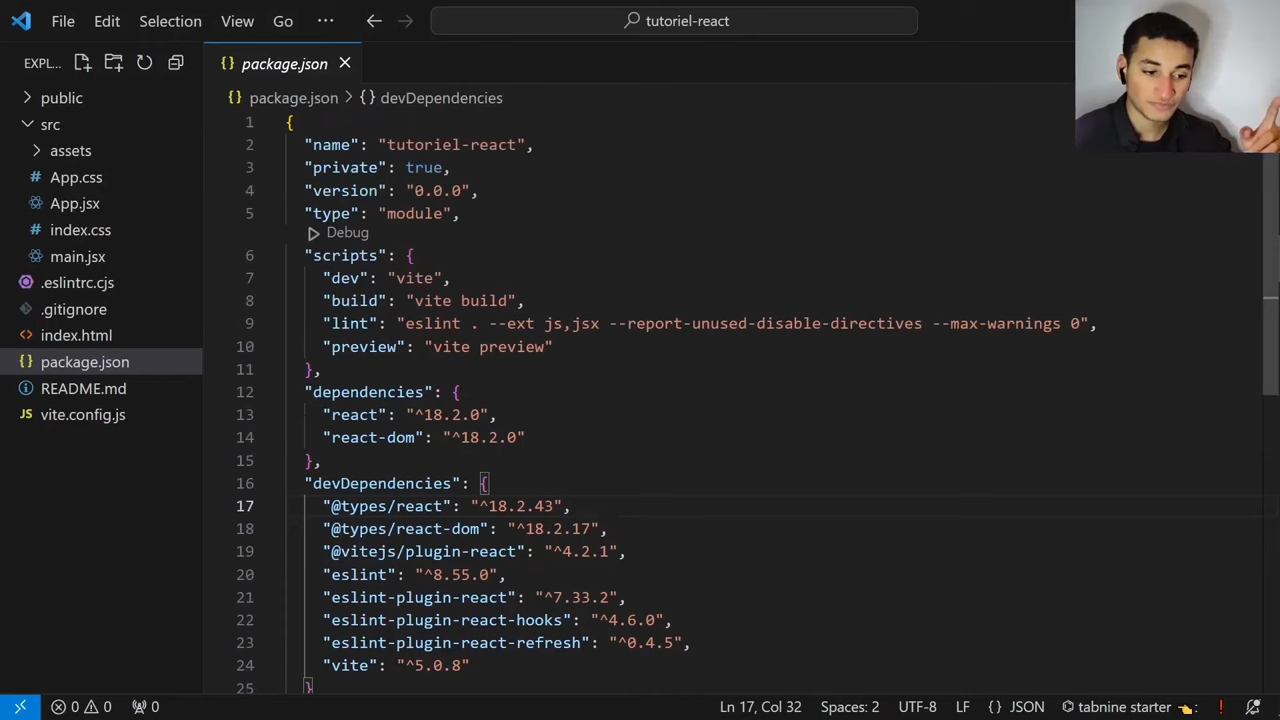 File Edit Selection View Go ··· tutoriel-react
EXPL...
public
src
assets
App.css
App.jsx
index.css
main.jsx
.eslintrc.cjs
.gitignore
index.html
package.json
README.md
vite.config.js
package.json
package.json > {} devDependencies
1 {
2 "name": "tutoriel-react",
3 "private": true,
4 "version": "0.0.0",
5 "type": "module",
Debug
6 "scripts": {
7 "dev": "vite",
8 "build": "vite build",
9 "lint": "eslint . --ext js,jsx --report-unused-disable-directives --max-warnings 0",
10 "preview": "vite preview"
11 },
12 "dependencies": {
13 "react": "^18.2.0",
14 "react-dom": "^18.2.0"
15 },
16 "devDependencies": {
17 "@types/react": "^18.2.43",
18 "@types/react-dom": "^18.2.17",
19 "@vitejs/plugin-react": "^4.2.1",
20 "eslint": "^8.55.0",
21 "eslint-plugin-react": "^7.33.2",
22 "eslint-plugin-react-hooks": "^4.6.0",
23 "eslint-plugin-react-refresh": "^0.4.5",
24 "vite": "^5.0.8"
25 }
0 0 0 Ln 17, Col 32 Spaces: 2 UTF-8 LF {} JSON tabnine starter